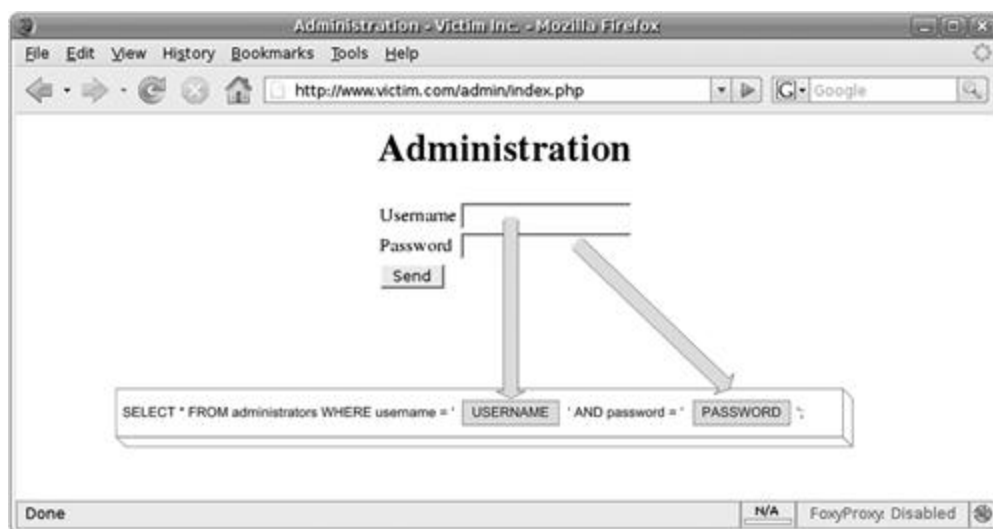 Administration - Victim Inc. - Mozilla Firefox
File Edit View History Bookmarks Tools Help
http://www.victim.com/admin/index.php
G Google
Administration
Username
Password
Send
SELECT * FROM administrators WHERE username = ' USERNAME ' AND password = ' PASSWORD ';
Done
N/A
FoxyProxy: Disabled